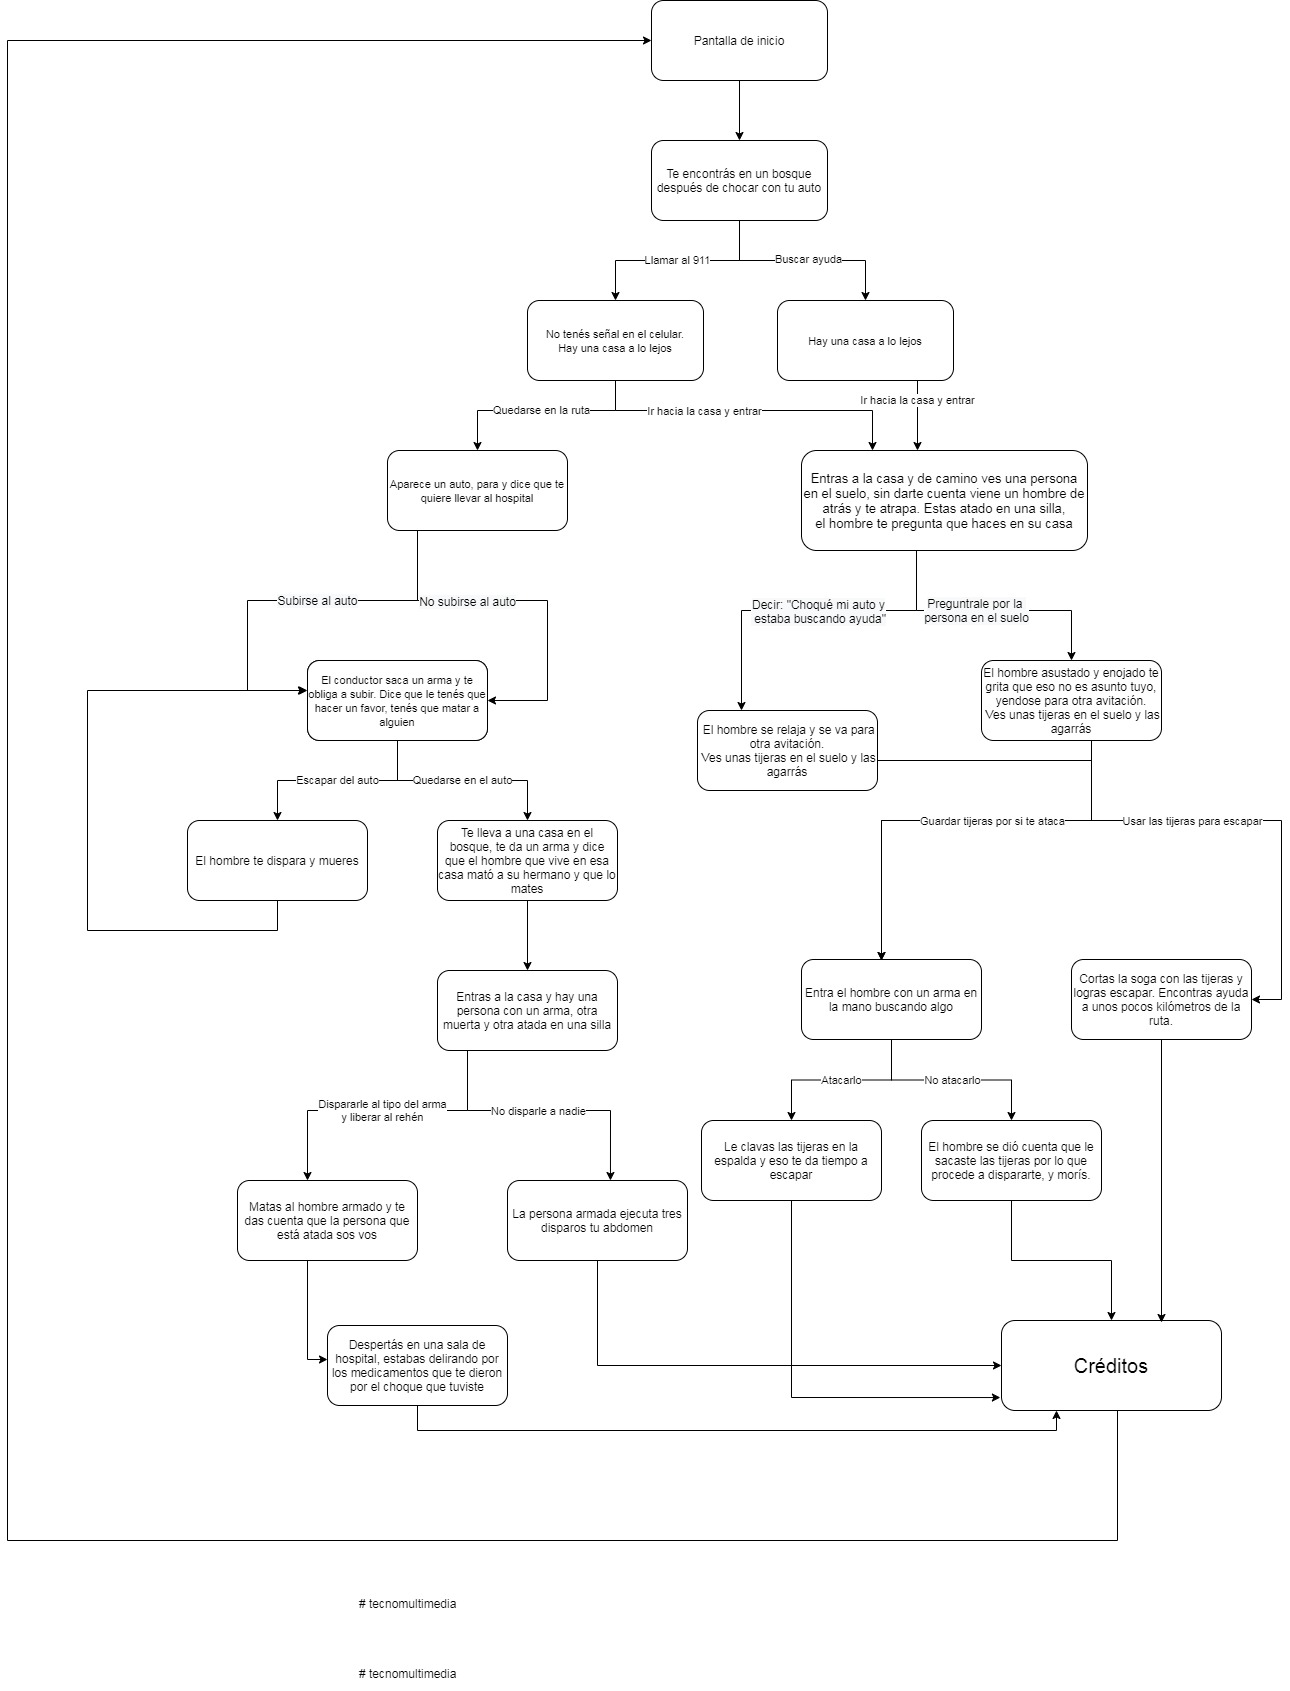 Pantalla de inicio
Te encontrás en un bosque
después de chocar con tu auto
Llamar al 911
Buscar ayuda
No tenés señal en el celular.
Hay una casa a lo lejos
Hay una casa a lo lejos
Quedarse en la ruta
Ir hacia la casa y entrar
Ir hacia la casa y entrar
Aparece un auto, para y dice que te
quiere llevar al hospital
Entras a la casa y de camino ves una persona
en el suelo, sin darte cuenta viene un hombre de
atrás y te atrapa. Estas atado en una silla,
el hombre te pregunta que haces en su casa
Subirse al auto
No subirse al auto
Decir: "Choqué mi auto y
estaba buscando ayuda"
Preguntrale por la
persona en el suelo
El conductor saca un arma y te
obliga a subir. Dice que le tenés que
hacer un favor, tenés que matar a
alguien
El hombre asustado y enojado te
grita que eso no es asunto tuyo,
yendose para otra avitación.
Ves unas tijeras en el suelo y las
agarrás
El hombre se relaja y se va para
otra avitación.
Ves unas tijeras en el suelo y las
agarrás
Escapar del auto
Quedarse en el auto
Guardar tijeras por si te ataca
Usar las tijeras para escapar
El hombre te dispara y mueres
Te lleva a una casa en el
bosque, te da un arma y dice
que el hombre que vive en esa
casa mató a su hermano y que lo
mates
Entras a la casa y hay una
persona con un arma, otra
muerta y otra atada en una silla
Entra el hombre con un arma en
la mano buscando algo
Cortas la soga con las tijeras y
logras escapar. Encontras ayuda
a unos pocos kilómetros de la
ruta.
Atacarlo
No atacarlo
Dispararle al tipo del arma
y liberar al rehén
No disparle a nadie
Le clavas las tijeras en la
espalda y eso te da tiempo a
escapar
El hombre se dió cuenta que le
sacaste las tijeras por lo que
procede a dispararte, y morís.
Matas al hombre armado y te
das cuenta que la persona que
está atada sos vos
La persona armada ejecuta tres
disparos tu abdomen
Despertás en una sala de
hospital, estabas delirando por
los medicamentos que te dieron
por el choque que tuviste
Créditos
# tecnomultimedia
# tecnomultimedia